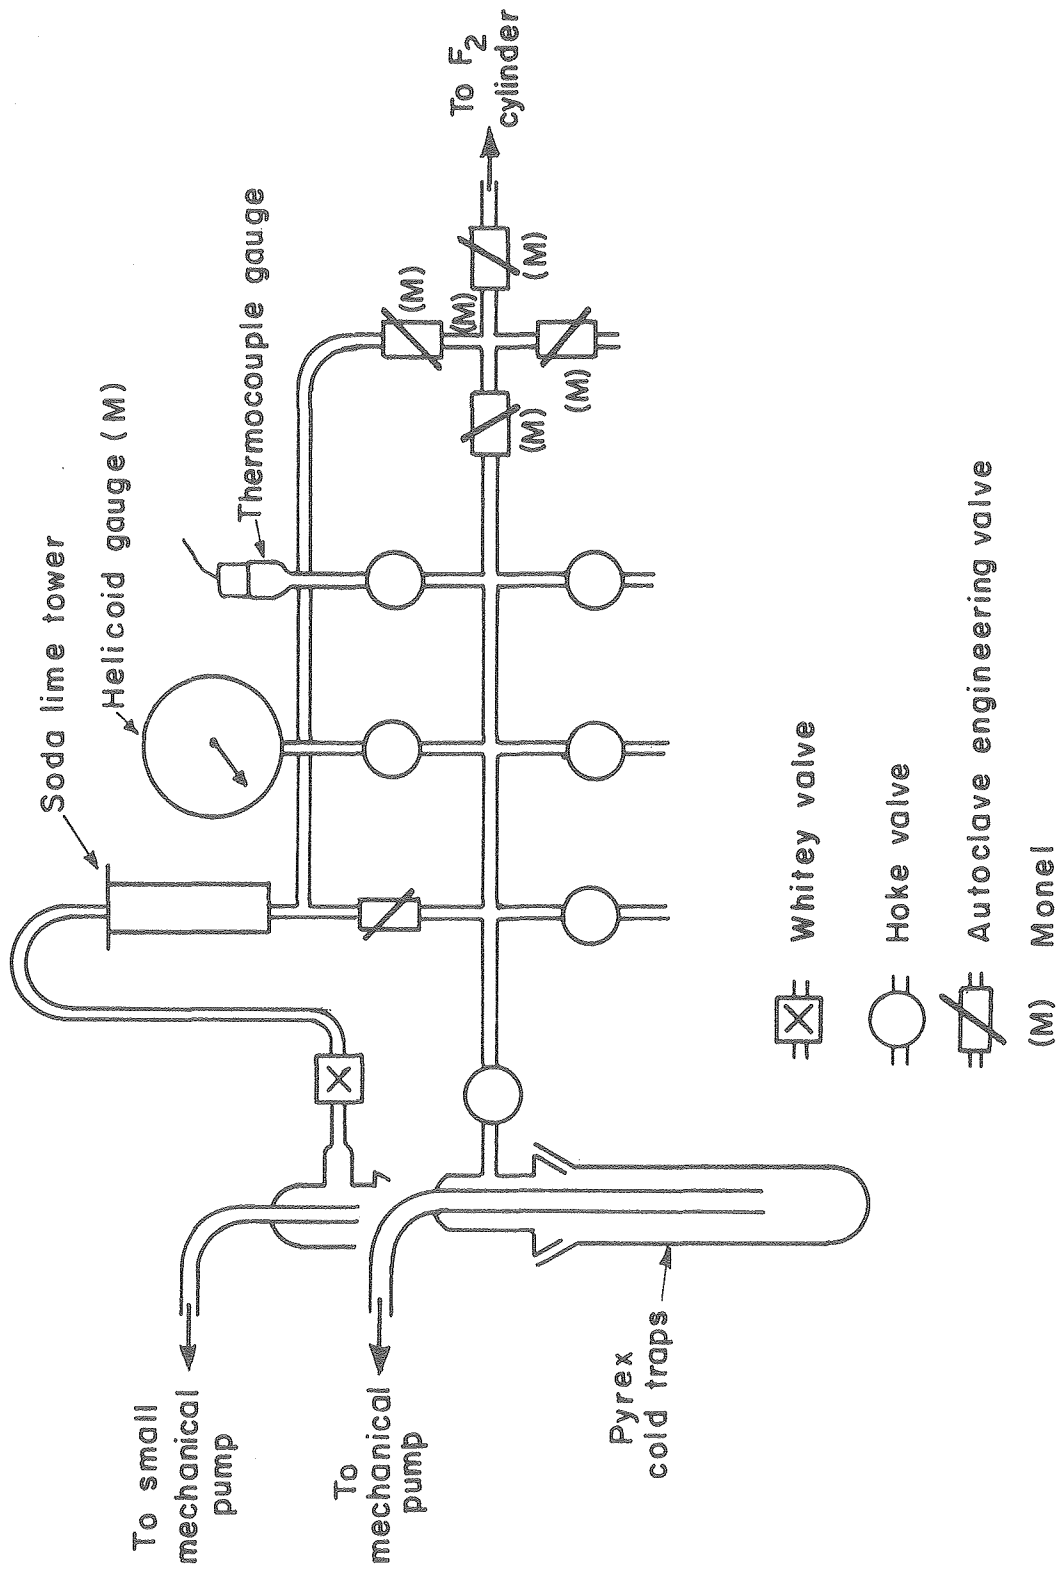 To small
mechanical
pump
To
mechanical
pump
Pyrex
cold traps
Soda lime tower
Helicoid gauge (M)
Thermocouple gauge
(M)
(M)
(M)
(M)
(M)
To F₂
cylinder
X
X
Whitey valve
Hoke valve
Autoclave engineering valve
(M) Monel